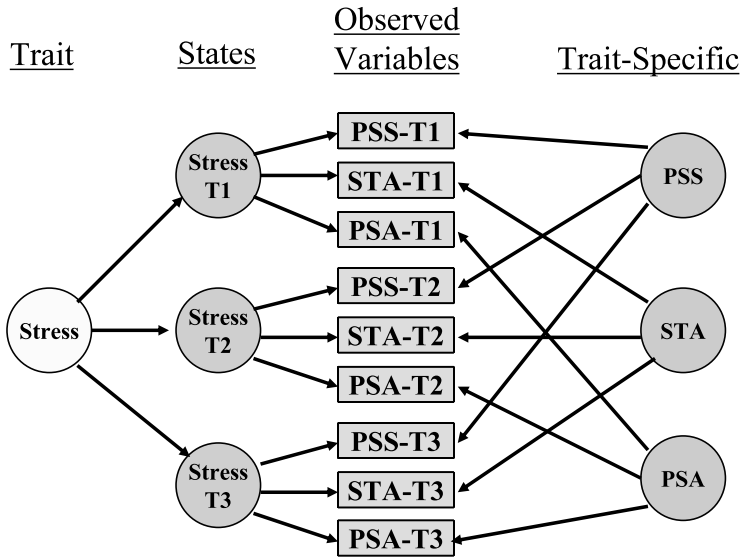 Trait
States
Observed
Variables
Trait-Specific
Stress
Stress
T1
Stress
T2
Stress
T3
PSS-T1
STA-T1
PSA-T1
PSS-T2
STA-T2
PSA-T2
PSS-T3
STA-T3
PSA-T3
PSS
STA
PSA